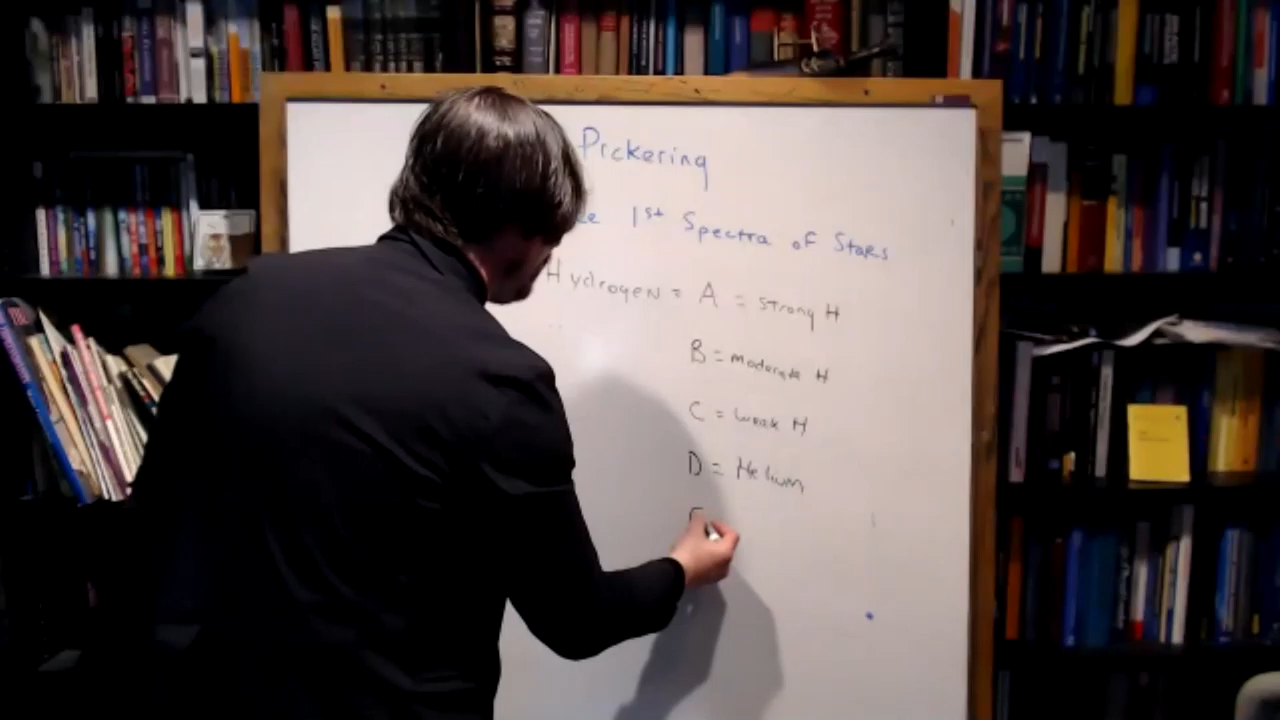 Pickering
1st Spectra of Stars
Hydrogen = A = strong H
B = moderate H
C = weak H
D = Helium